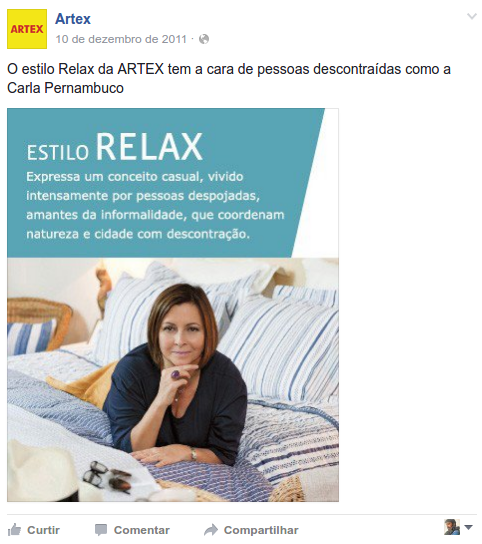 ARTEX
Artex
10 de dezembro de 2011 ·
O estilo Relax da ARTEX tem a cara de pessoas descontraídas como a
Carla Pernambuco
ESTILO RELAX
Expressa um conceito casual, vivido
intensamente por pessoas despojadas,
amantes da informalidade, que coordenam
natureza e cidade com descontração.
Curtir Comentar Compartilhar